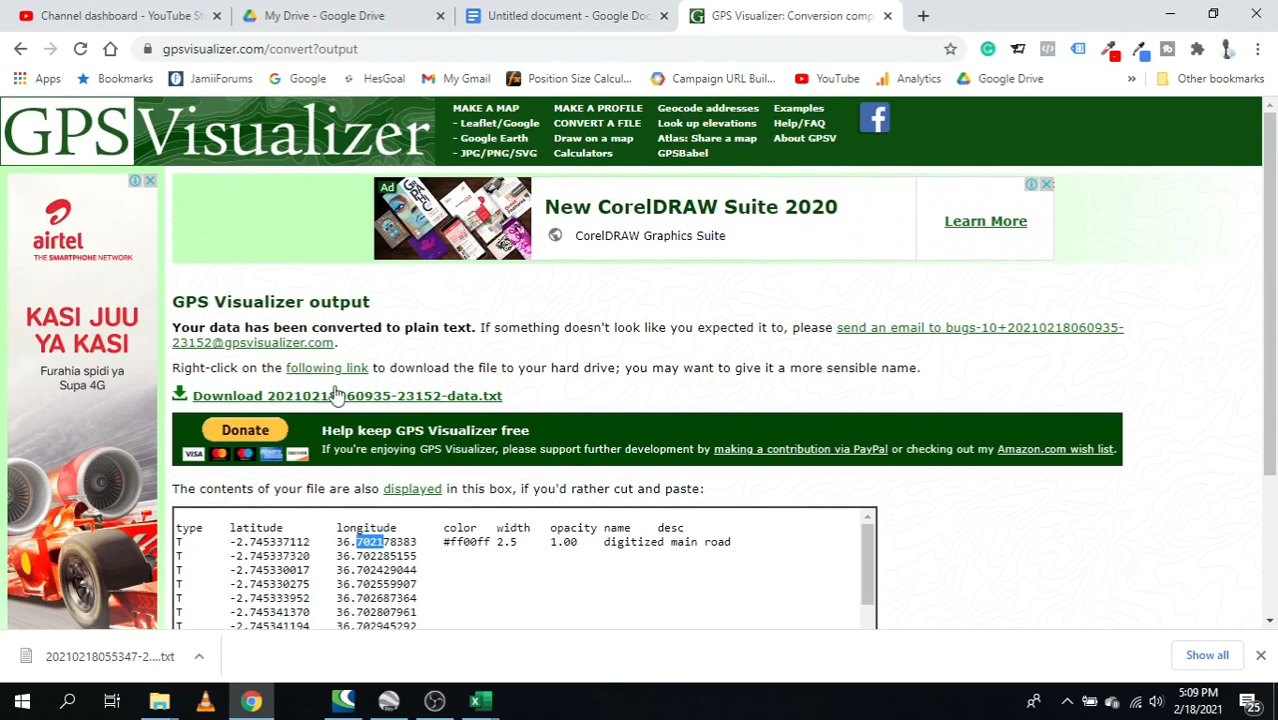 Channel dashboard - YouTube St
My Drive - Google Drive
Untitled document - Google Doc
GPS Visualizer: Conversion comp
gpsvisualizer.com/convert?output
Apps
Bookmarks
JamiiForums
Google
HesGoal
My Gmail
Position Size Calcul...
Campaign URL Buil...
YouTube
Analytics
Google Drive
»
Other bookmarks
GPSVisualizer
MAKE A MAP
- Leaflet/Google
- Google Earth
- JPG/PNG/SVG
MAKE A PROFILE
CONVERT A FILE
Draw on a map
Calculators
Geocode addresses
Look up elevations
Atlas: Share a map
GPSBabel
Examples
Help/FAQ
About GPSV
airtel
THE SMARTPHONE NETWORK
KASI JUU
YA KASI
Furahia spidi ya
Supa 4G
Ad
New CorelDRAW Suite 2020
CorelDRAW Graphics Suite
Learn More
GPS Visualizer output
Your data has been converted to plain text. If something doesn't look like you expected it to, please send an email to bugs-10+20210218060935-
23152@gpsvisualizer.com.
Right-click on the following link to download the file to your hard drive; you may want to give it a more sensible name.
Download 20210218060935-23152-data.txt
Donate
VISA
DISCOVER
Help keep GPS Visualizer free
If you're enjoying GPS Visualizer, please support further development by making a contribution via PayPal or checking out my Amazon.com wish list.
The contents of your file are also displayed in this box, if you'd rather cut and paste:
type latitude longitude color width opacity name desc
T -2.745337112 36.702178383 #ff00ff 2.5 1.00 digitized main road
T -2.745337320 36.702285155
T -2.745330017 36.702429044
T -2.745330275 36.702559907
T -2.745333952 36.702687364
T -2.745341370 36.702807961
T -2.745341194 36.702945292
20210218055347-2....txt
Show all
5:09 PM
2/18/2021
25